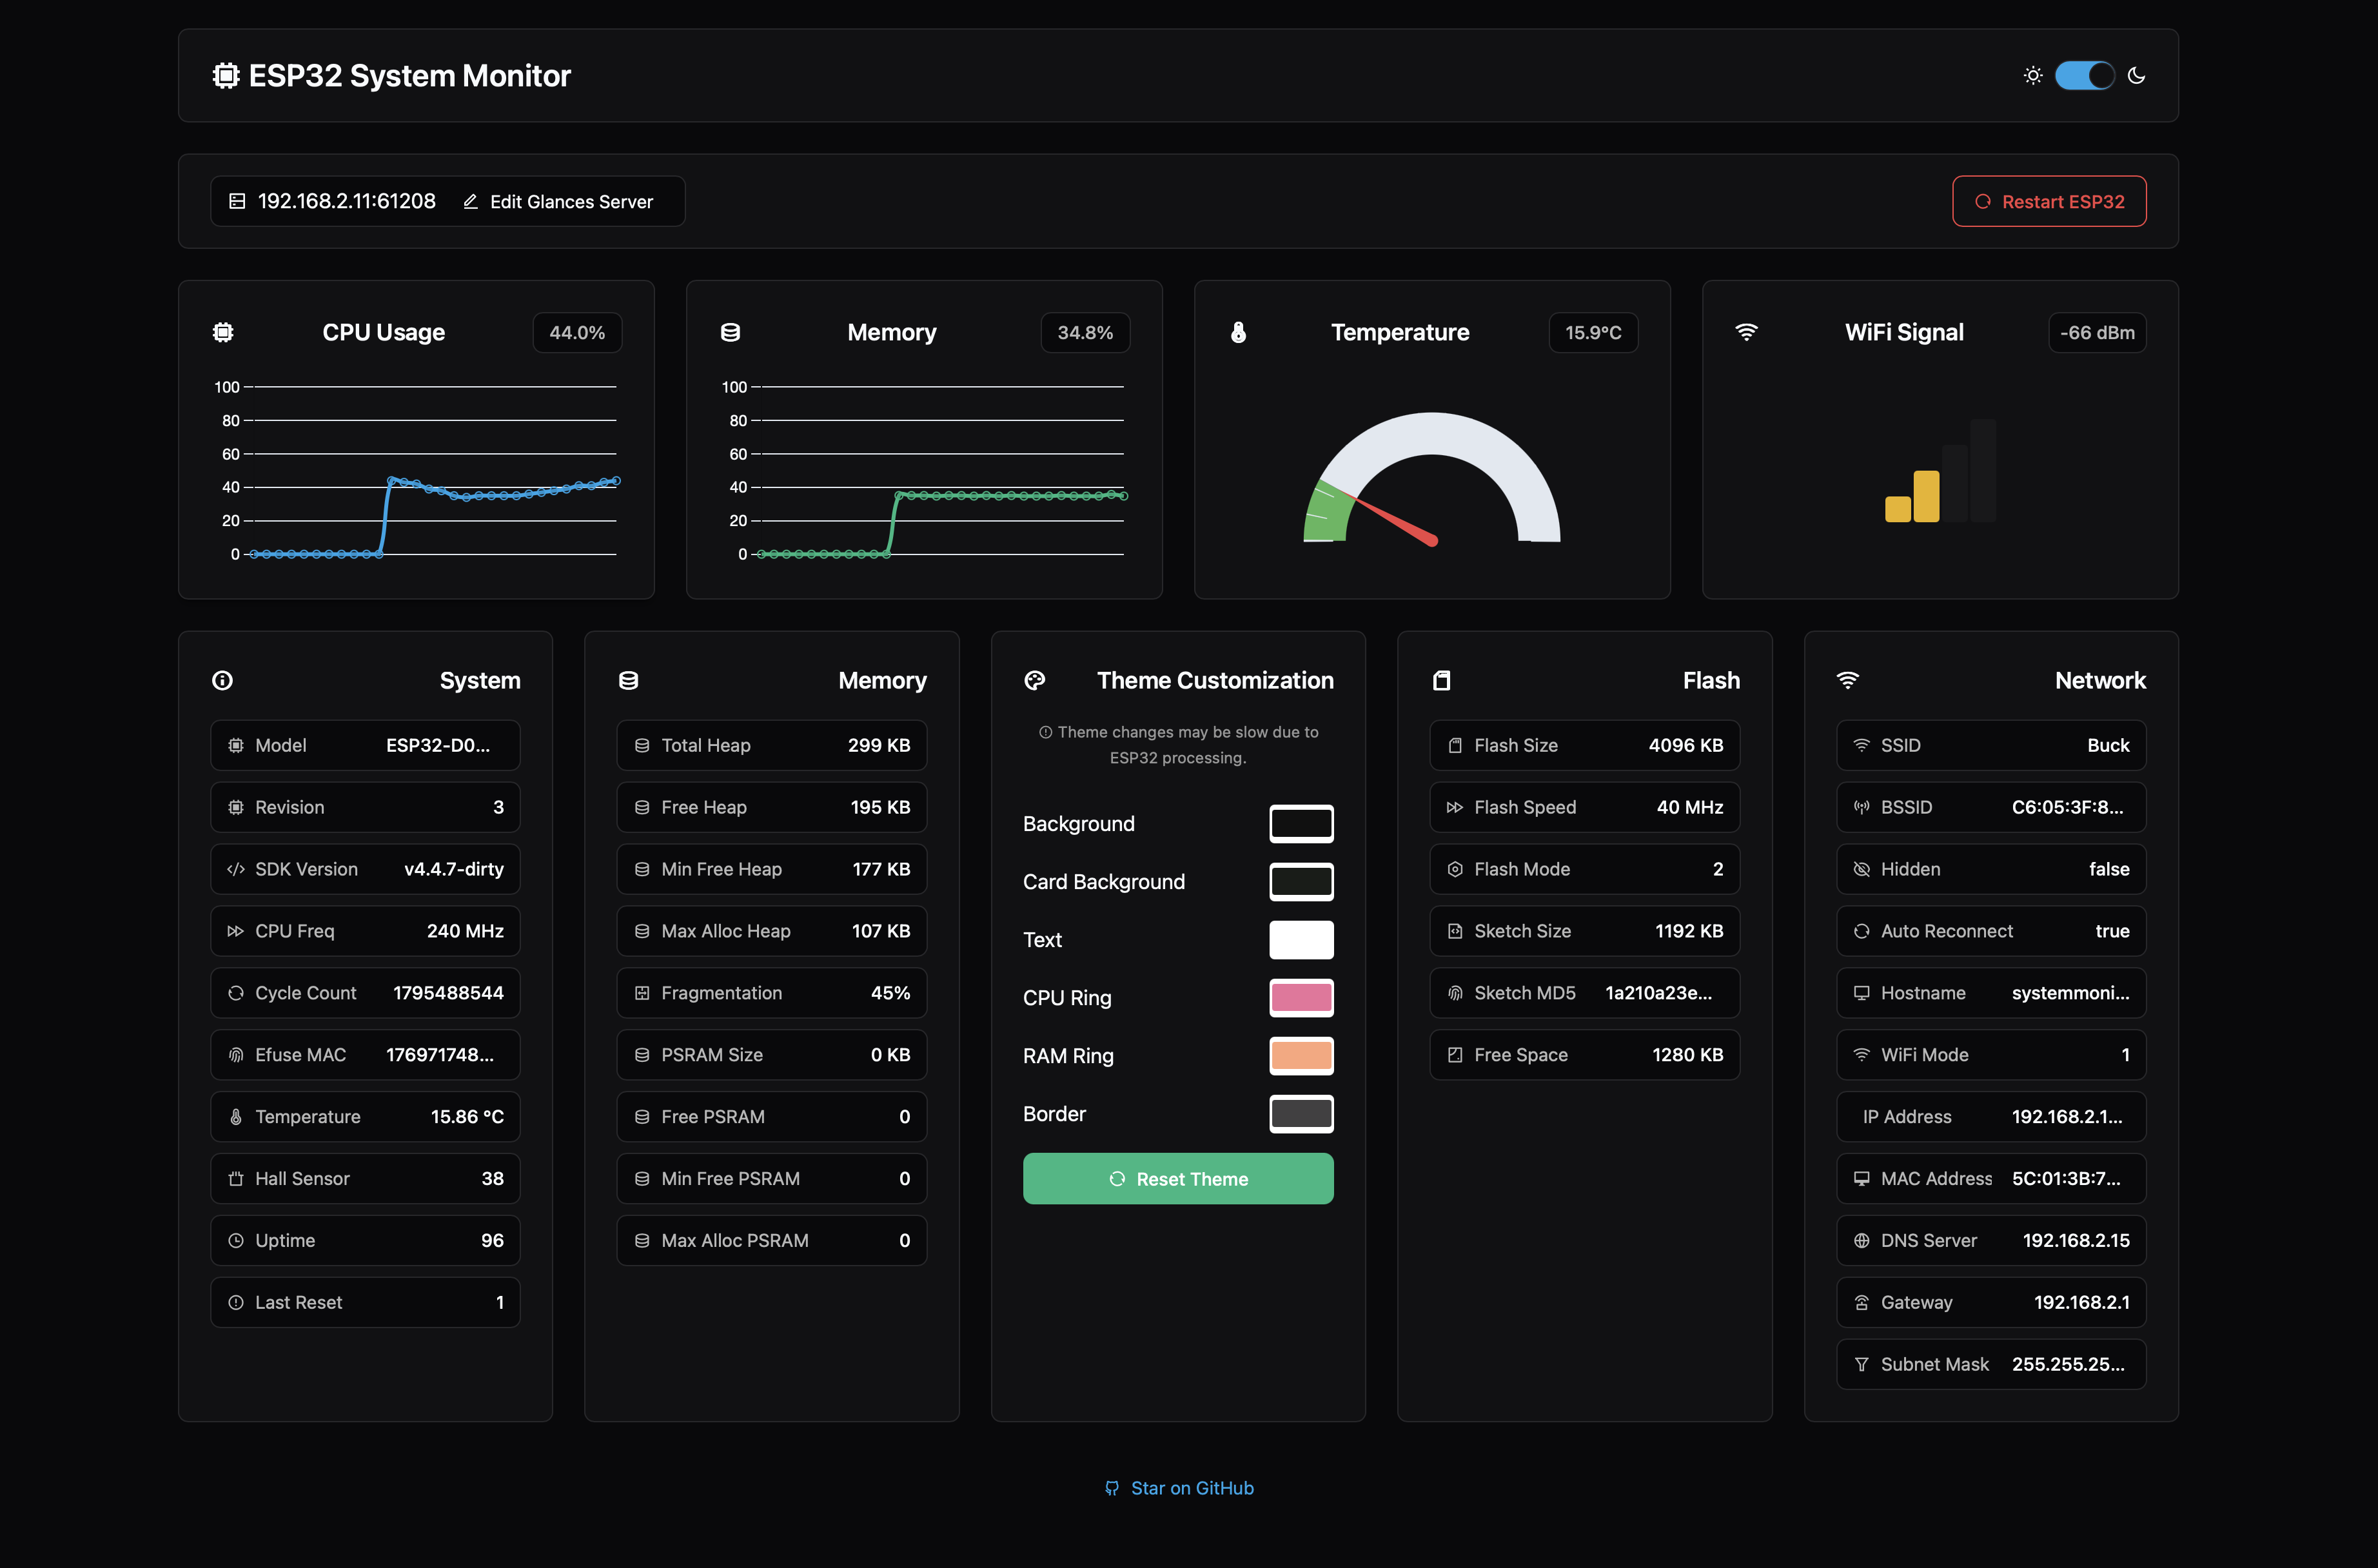 ESP32 System Monitor
192.168.2.11:61208 Edit Glances Server
Restart ESP32
CPU Usage 44.0%
100
80
60
40
20
0
Memory 34.8%
100
80
60
40
20
0
Temperature 15.9°C
WiFi Signal -66 dBm
System
Model ESP32-D0...
Revision 3
SDK Version v4.4.7-dirty
CPU Freq 240 MHz
Cycle Count 1795488544
Efuse MAC 176971748...
Temperature 15.86 °C
Hall Sensor 38
Uptime 96
Last Reset 1
Memory
Total Heap 299 KB
Free Heap 195 KB
Min Free Heap 177 KB
Max Alloc Heap 107 KB
Fragmentation 45%
PSRAM Size 0 KB
Free PSRAM 0
Min Free PSRAM 0
Max Alloc PSRAM 0
Theme Customization
Theme changes may be slow due to
ESP32 processing.
Background
Card Background
Text
CPU Ring
RAM Ring
Border
Reset Theme
Flash
Flash Size 4096 KB
Flash Speed 40 MHz
Flash Mode 2
Sketch Size 1192 KB
Sketch MD5 1a210a23e...
Free Space 1280 KB
Network
SSID Buck
BSSID C6:05:3F:8...
Hidden false
Auto Reconnect true
Hostname systemmoni...
WiFi Mode 1
IP Address 192.168.2.1...
MAC Address 5C:01:3B:7...
DNS Server 192.168.2.15
Gateway 192.168.2.1
Subnet Mask 255.255.25...
Star on GitHub